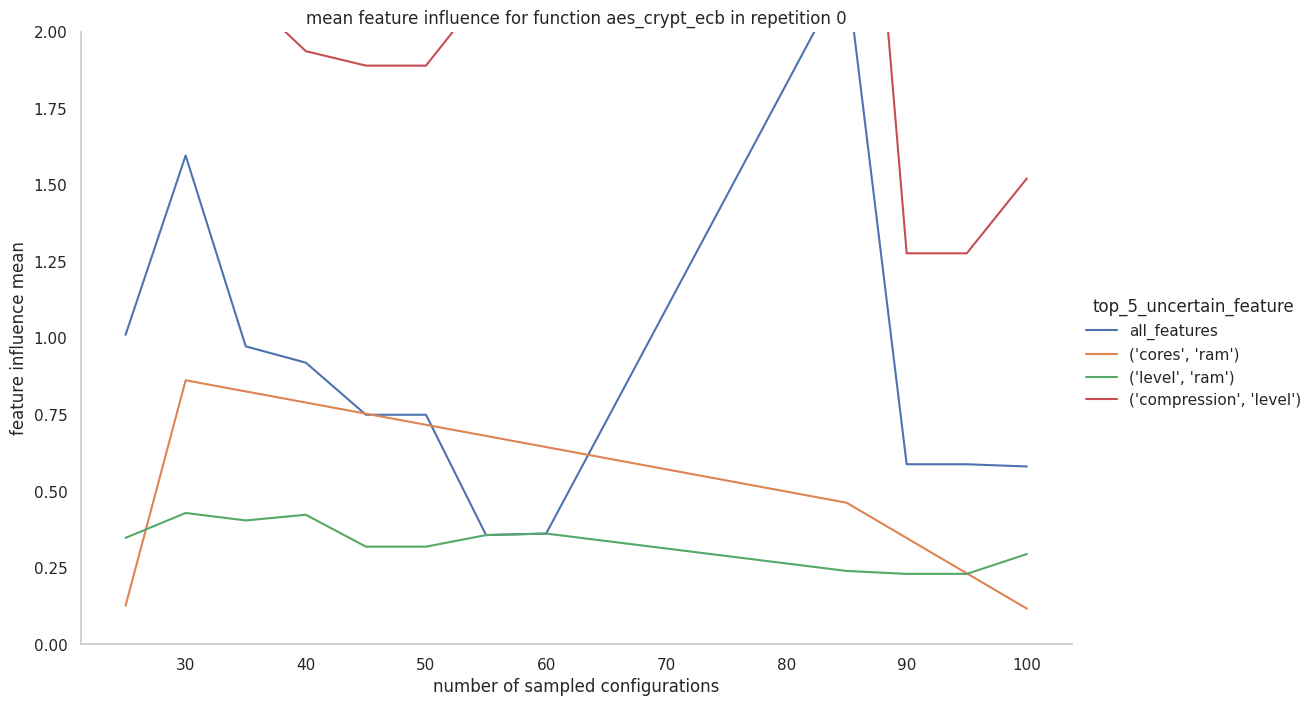 mean feature influence for function aes_crypt_ecb in repetition 0
2.00
1.75
1.50
1.25
1.00
0.75
0.50
0.25
0.00
feature influence mean
30 40 50 60 70 80 90 100
number of sampled configurations
top_5_uncertain_feature
all_features
('cores', 'ram')
('level', 'ram')
('compression', 'level')